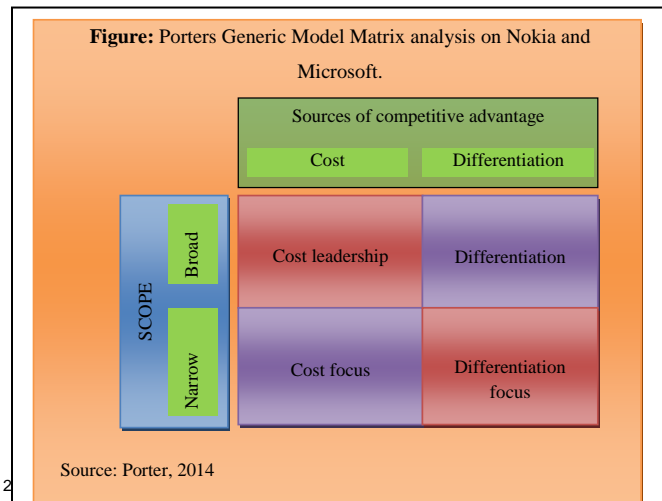 Figure: Porters Generic Model Matrix analysis on Nokia and
Microsoft.
Sources of competitive advantage
Cost Differentiation
SCOPE
Broad
Cost leadership Differentiation
Narrow
Cost focus Differentiation
focus
Source: Porter, 2014
2